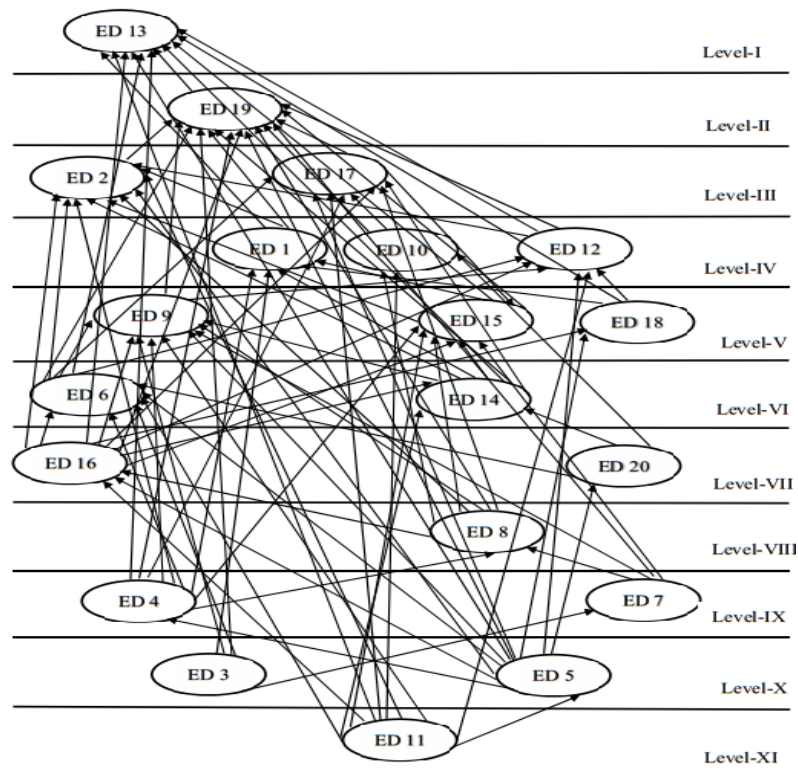 ED 13
Level-I
ED 19
Level-II
ED 2
ED 17
Level-III
ED 1
ED 10
ED 12
Level-IV
ED 9
ED 15
ED 18
Level-V
ED 6
ED 14
Level-VI
ED 16
ED 20
Level-VII
ED 8
Level-VIII
ED 4
ED 7
Level-IX
ED 3
ED 5
Level-X
ED 11
Level-XI